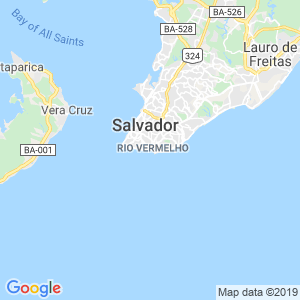 BA-526
Bay of All Saints
BA-528
Lauro de
Freitas
324
taparica
Vera Cruz
Salvador
RIO VERMELHO
BA-001
Google
Map data ©2019